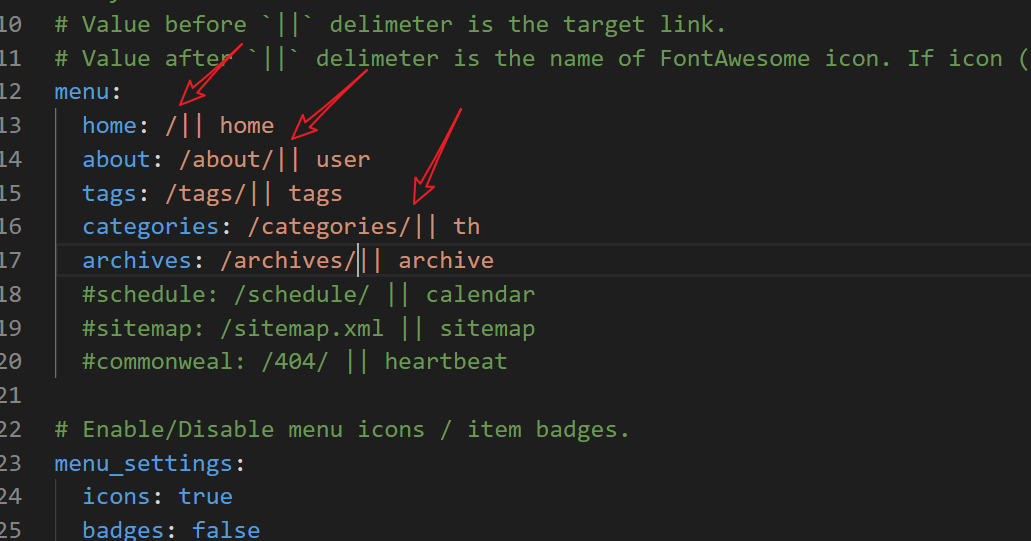 10 # Value before `||` delimeter is the target link.
11 # Value after `||` delimeter is the name of FontAwesome icon. If icon (
12 menu:
13 home: /|| home
14 about: /about/|| user
15 tags: /tags/|| tags
16 categories: /categories/|| th
17 archives: /archives/|| archive
18 #schedule: /schedule/ || calendar
19 #sitemap: /sitemap.xml || sitemap
20 #commonweal: /404/ || heartbeat
21
22 # Enable/Disable menu icons / item badges.
23 menu_settings:
24 icons: true
25 badges: false